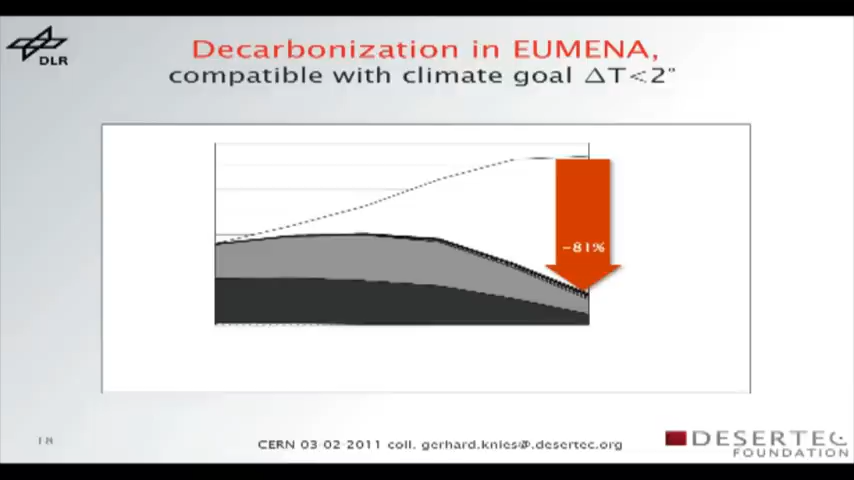 DLR
Decarbonization in EUMENA,
compatible with climate goal ΔT<2°
-81%
18
CERN 03-02-2011 coll. gerhard.knies@.desertec.org
DESERTEC
FOUNDATION